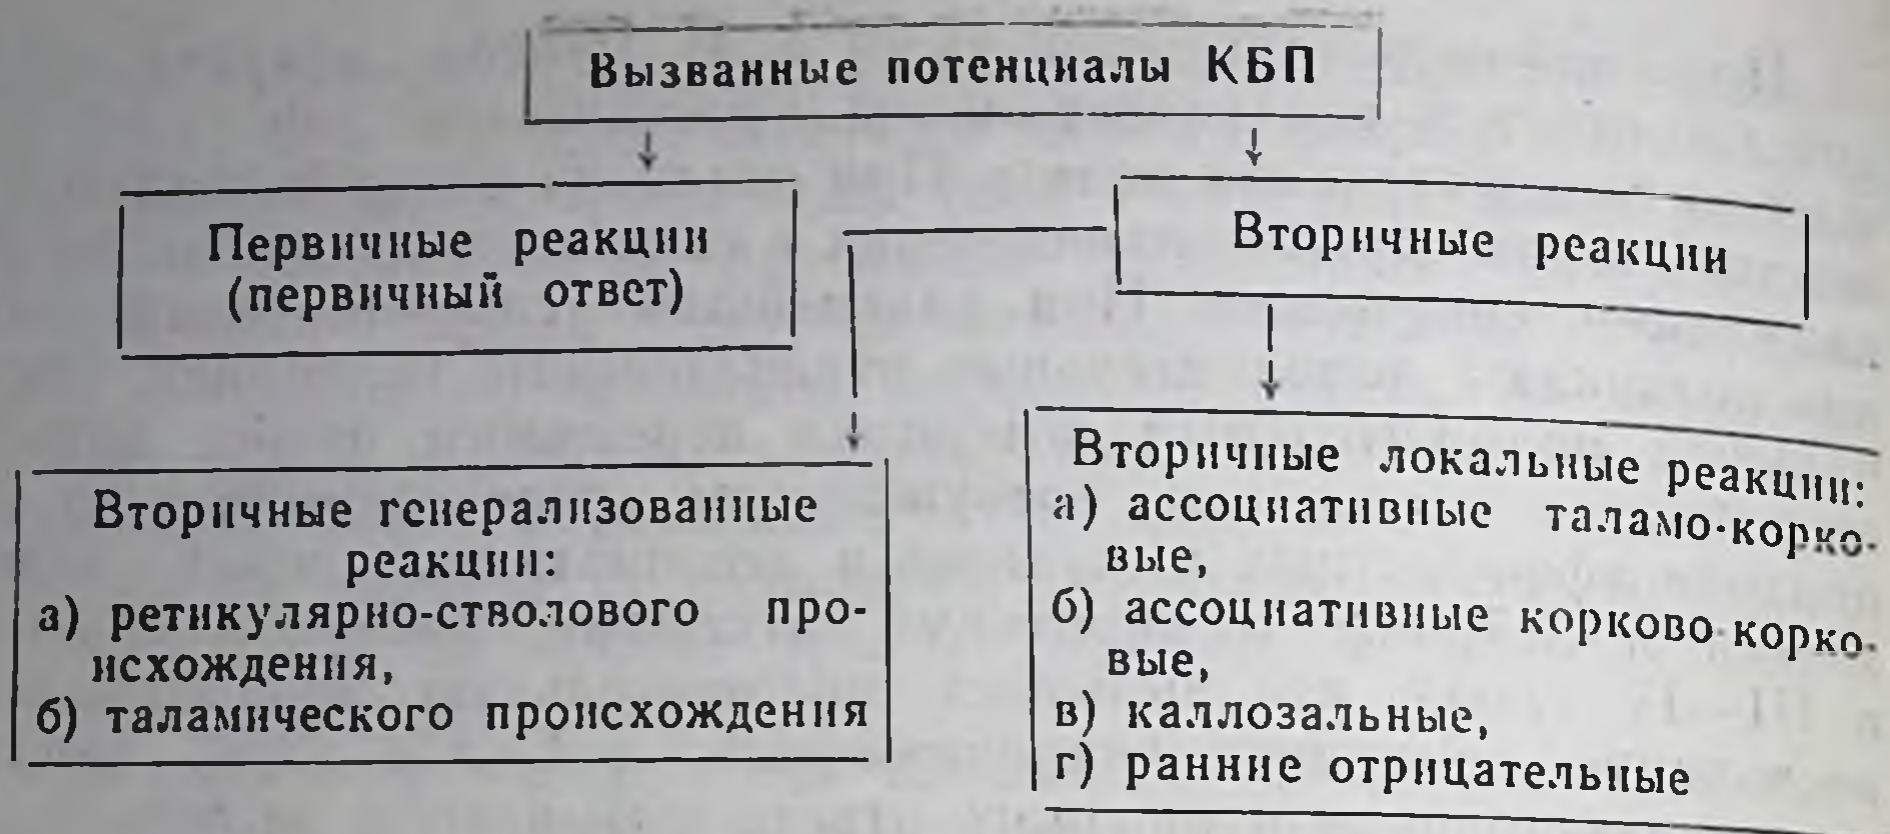 Вызванные потенциалы КБП
Первичные реакции
(первичный ответ)
Вторичные реакции
Вторичные генерализованные
реакции:
а) ретикулярно-стволового про-
исхождения,
б) таламического происхождения
Вторичные локальные реакции:
а) ассоциативные таламо-корко-
вые,
б) ассоциативные корково-корко-
вые,
в) каллозальные,
г) ранние отрицательные